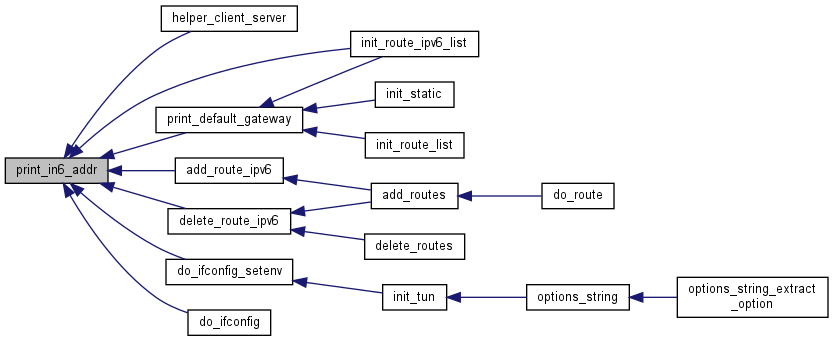 helper_client_server
init_route_ipv6_list
init_static
print_default_gateway
init_route_list
print_in6_addr
add_route_ipv6
add_routes
do_route
delete_route_ipv6
delete_routes
do_ifconfig_setenv
init_tun
options_string
options_string_extract
_option
do_ifconfig